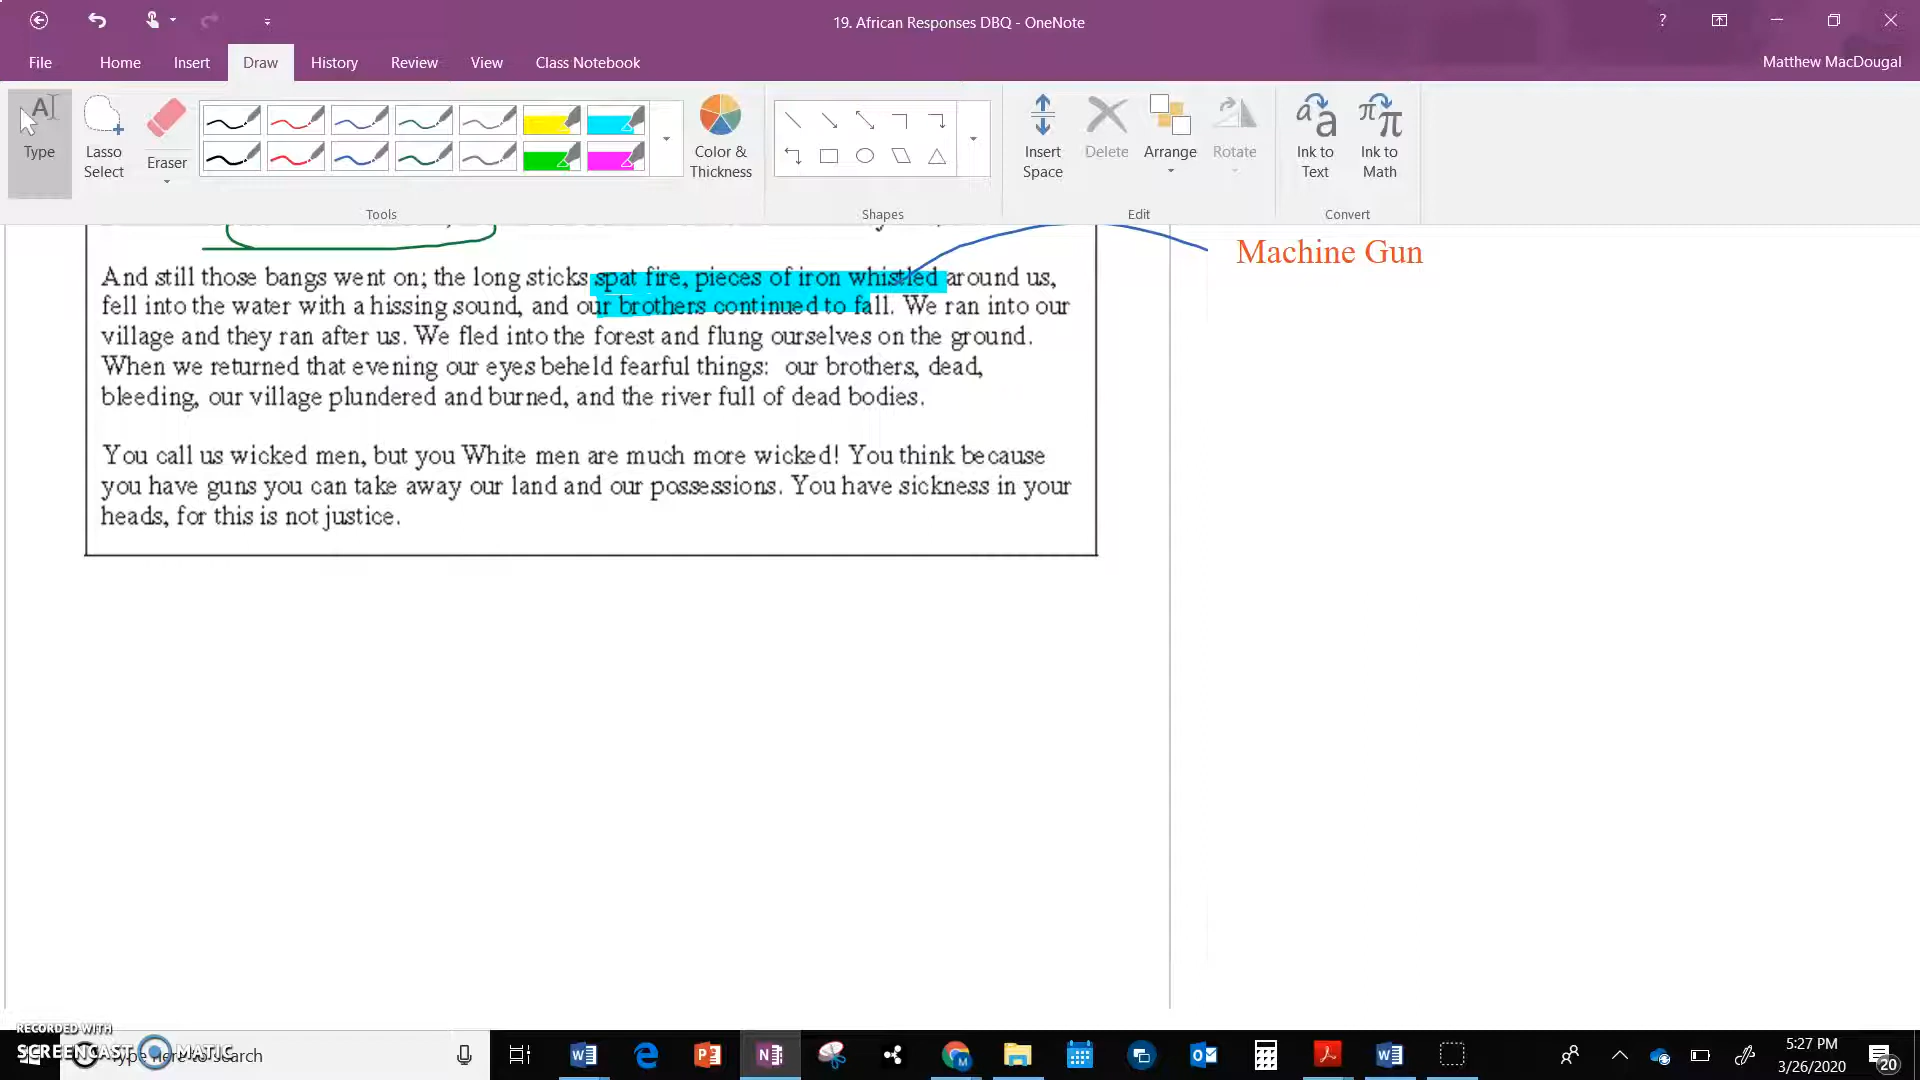 19. African Responses DBQ - OneNote
?
File Home Insert Draw History Review View Class Notebook
Matthew MacDougal
Type
Lasso
Select
Eraser
Color &
Thickness
Insert
Space
Delete
Arrange
Rotate
Ink to
Text
Ink to
Math
Tools Shapes Edit Convert
Machine Gun
And still those bangs went on; the long sticks spat fire, pieces of iron whistled around us,
fell into the water with a hissing sound, and our brothers continued to fall. We ran into our
village and they ran after us. We fled into the forest and flung ourselves on the ground.
When we returned that evening our eyes beheld fearful things: our brothers, dead,
bleeding, our village plundered and burned, and the river full of dead bodies.
You call us wicked men, but you White men are much more wicked! You think because
you have guns you can take away our land and our possessions. You have sickness in your
heads, for this is not justice.
RECORDED WITH
SCREENCAST MATIC
Type here to search
5:27 PM
3/26/2020
20